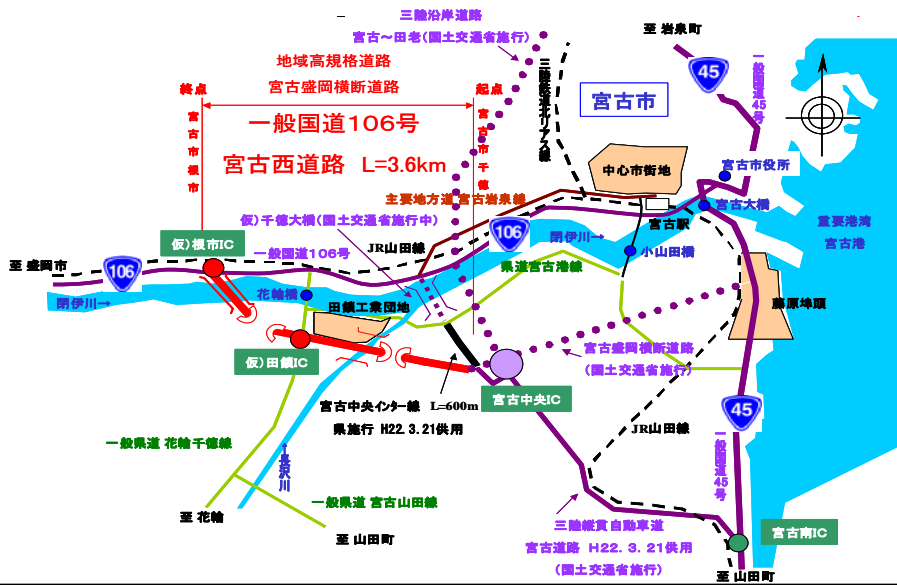 三陸沿岸道路
宮古～田老(国土交通省施行)
至 岩泉町
45
一般国道45号
地域高規格道路
宮古盛岡横断道路
終点
宮古市根市
起点
宮古市千徳
一般国道106号
宮古西道路 L=3.6km
三陸鉄道北リアス線
宮古市
中心市街地
宮古市役所
宮古大橋
主要地方道 宮古岩泉線
宮古駅
重要港湾
宮古港
仮)千徳大橋(国土交通省施行中)
106
閉伊川→
小山田橋
仮)根市IC
一般国道106号
JR山田線
県道宮古港線
至 盛岡市
106
閉伊川→
花輪橋
田鎖工業団地
藤原埠頭
仮)田鎖IC
宮古盛岡横断道路
(国土交通省施行)
宮古中央インター線 L=600m
県施行 H22.3.21供用
宮古中央IC
45
JR山田線
一般国道45号
一般県道 花輪千徳線
←長沢川
一般県道 宮古山田線
至 花輪
至 山田町
三陸縦貫自動車道
宮古道路 H22.3.21供用
(国土交通省施行)
宮古南IC
至 山田町